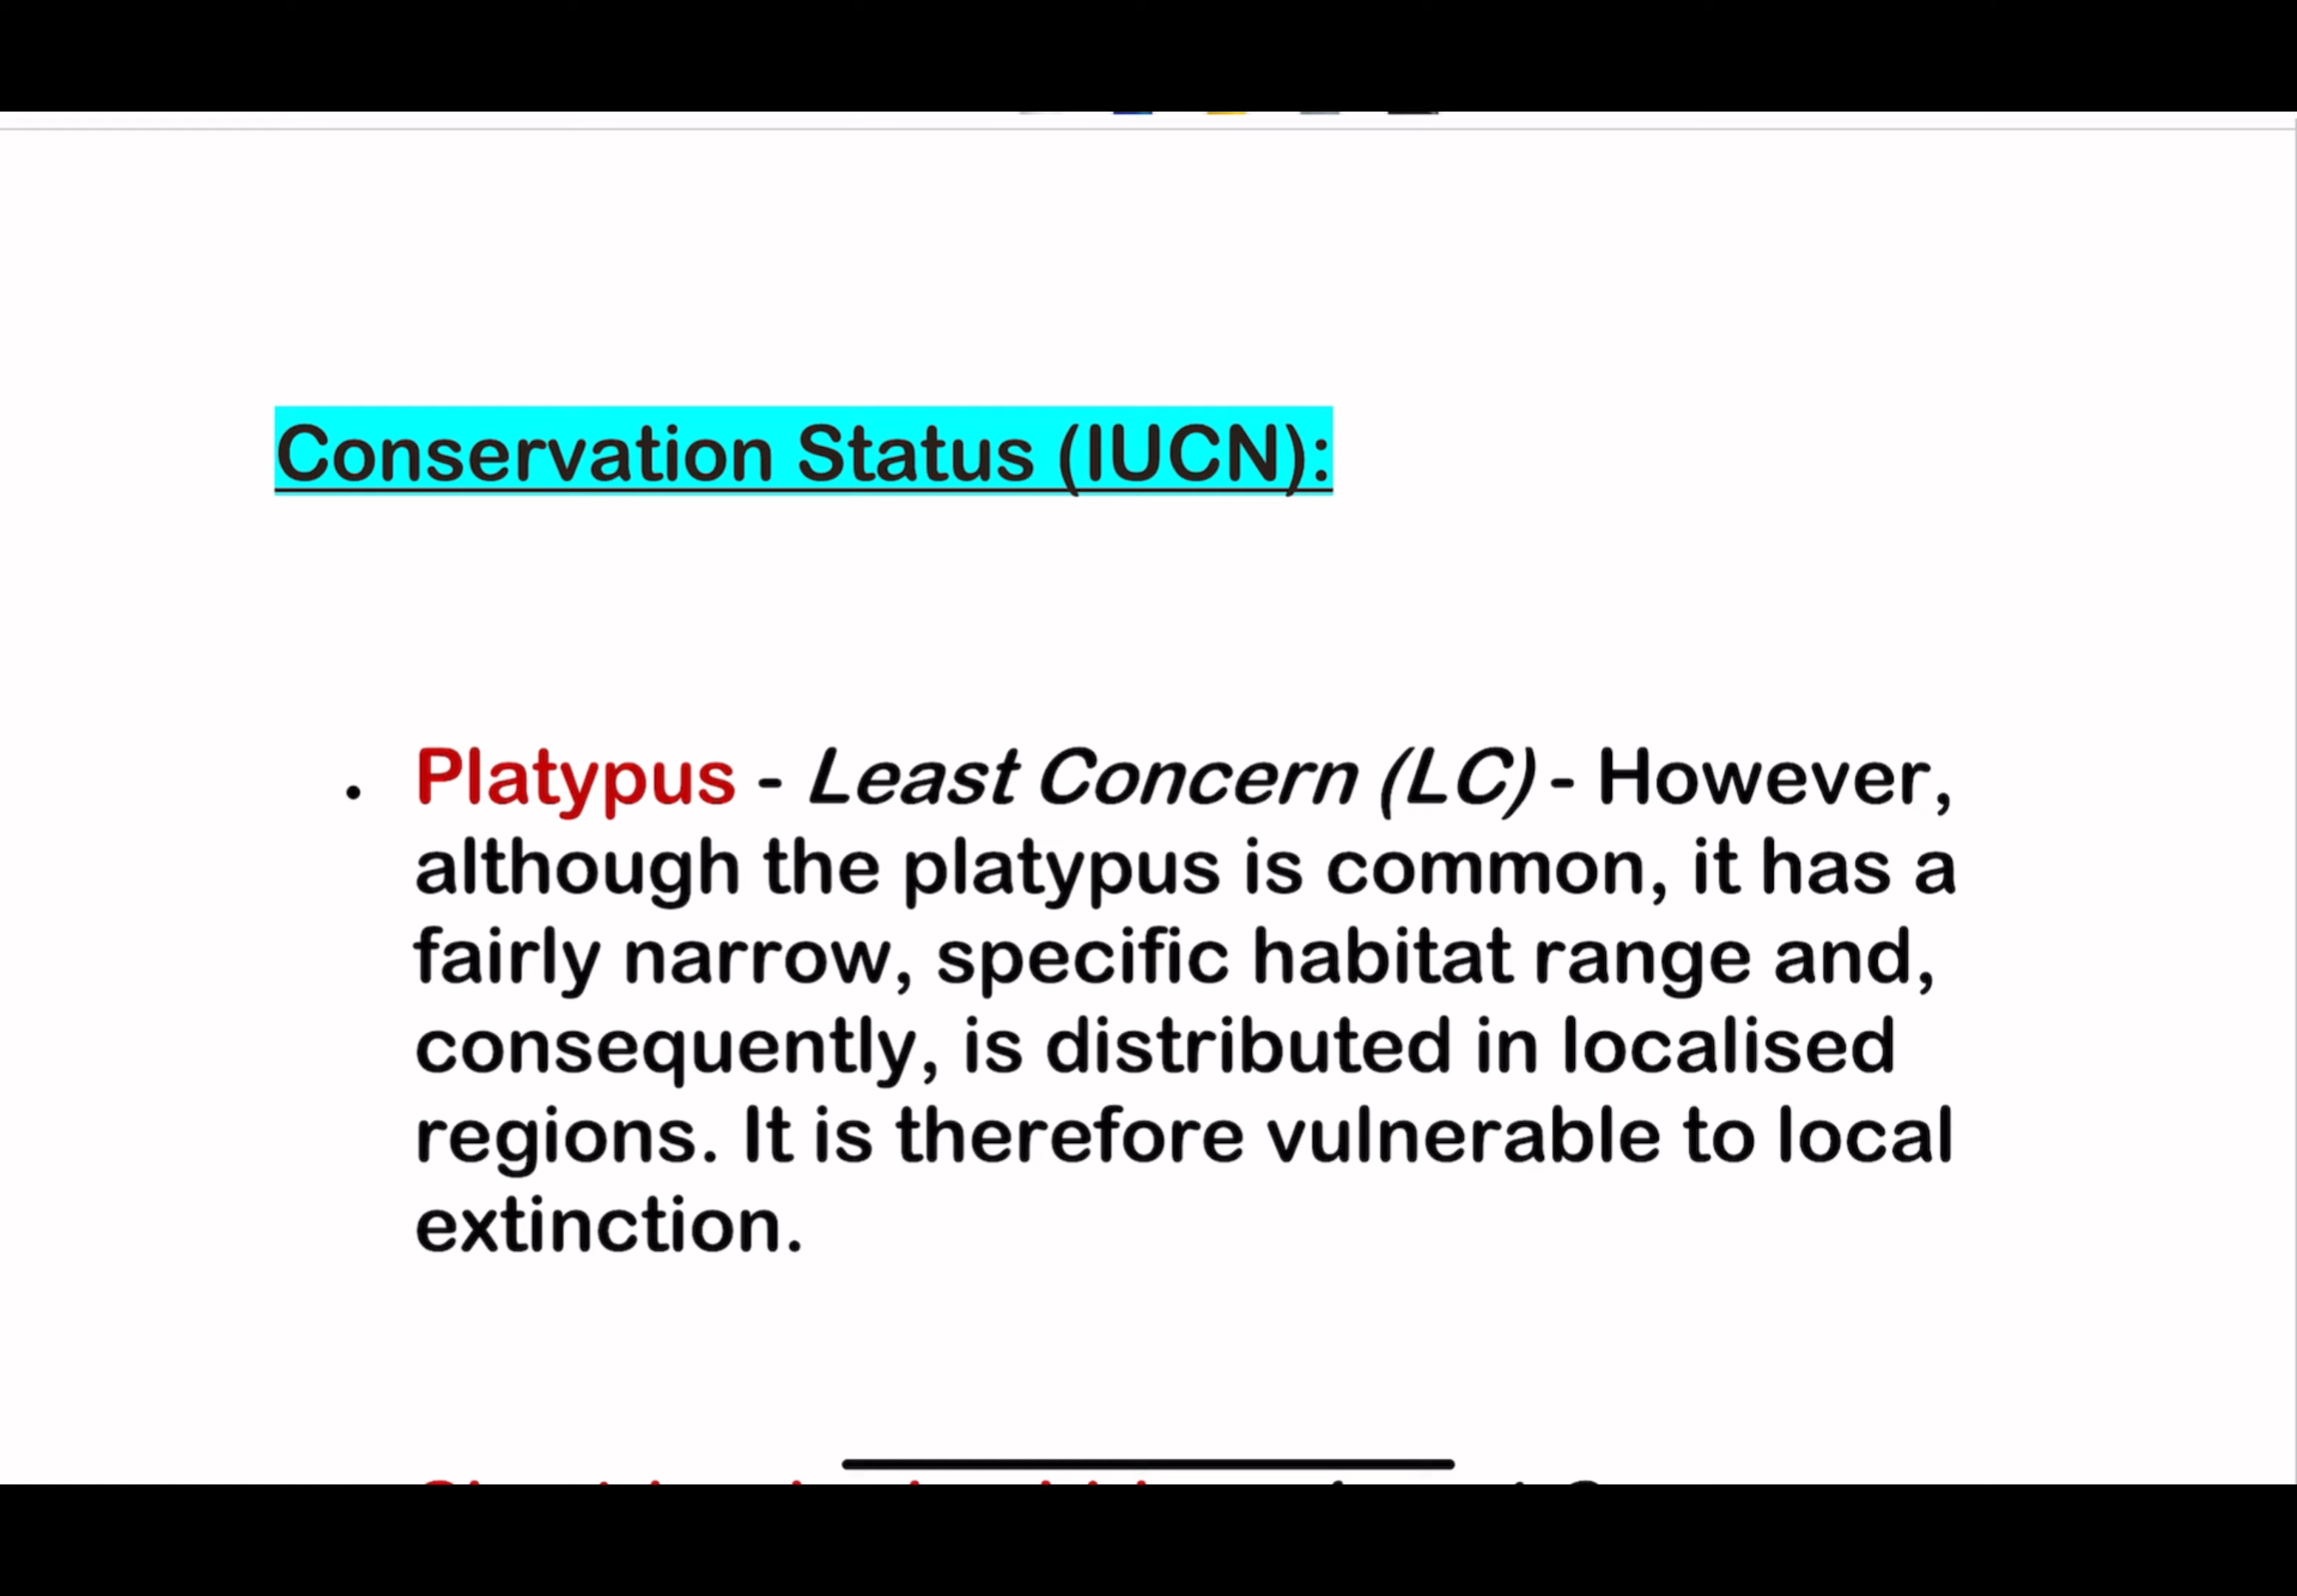 Conservation Status (IUCN):
• Platypus - Least Concern (LC) - However,
although the platypus is common, it has a
fairly narrow, specific habitat range and,
consequently, is distributed in localised
regions. It is therefore vulnerable to local
extinction.